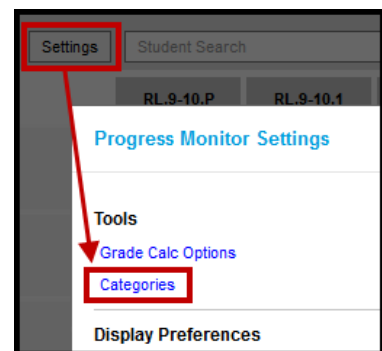 Settings Student Search
RL.9-10.P RL.9-10.1
Progress Monitor Settings
Tools
Grade Calc Options
Categories
Display Preferences